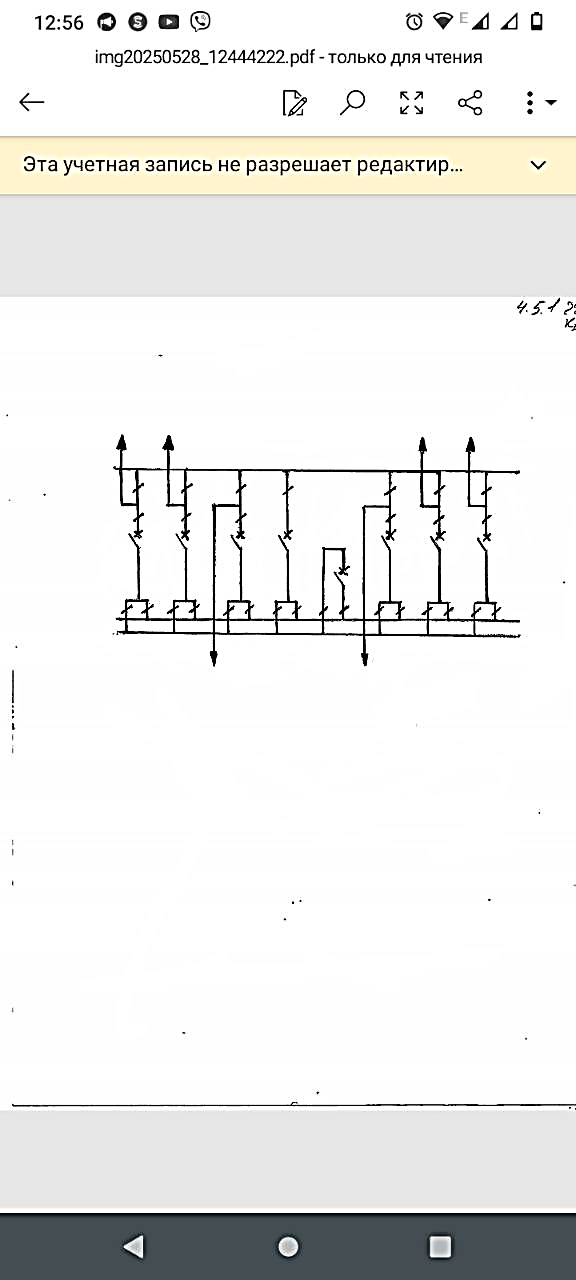 12:56
E
img20250528_12444222.pdf - только для чтения
Эта учетная запись не разрешает редактир...
4.5.1